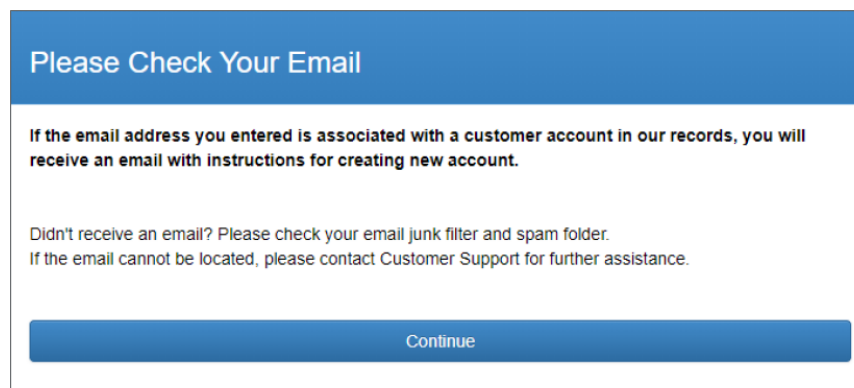 Please Check Your Email
If the email address you entered is associated with a customer account in our records, you will
receive an email with instructions for creating new account.
Didn't receive an email? Please check your email junk filter and spam folder.
If the email cannot be located, please contact Customer Support for further assistance.
Continue